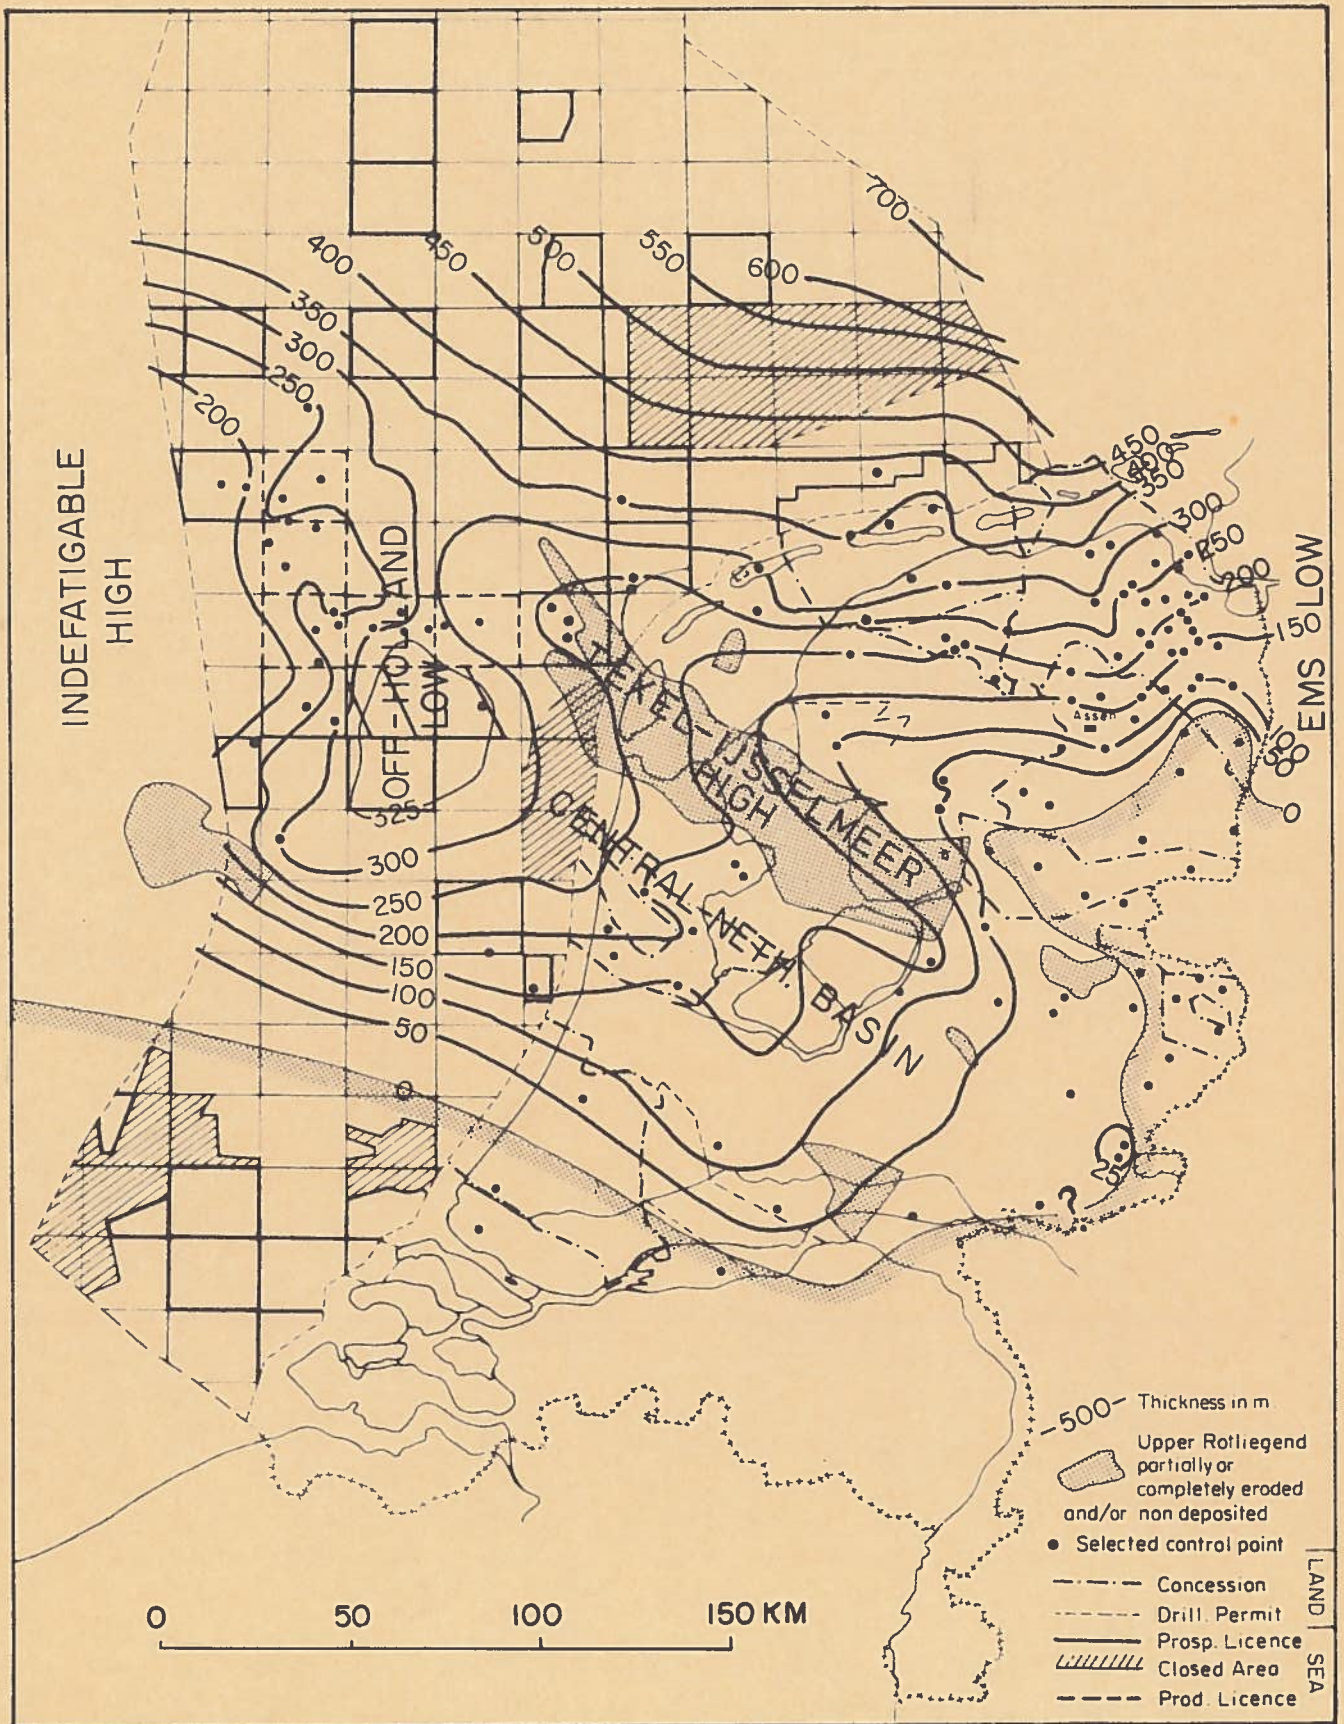 700
400
450
500
550
600
350
300
250
200
450
400
350
300
250
200
150
INDEFATIGABLE
HIGH
OFF-HOLLAND
LOW
TEXEL-IJSSELMEER
HIGH
CENTRAL-NETH. BASIN
EMS LOW
Assen
50
0
325
300
250
200
150
100
50
0
25
?
-500- Thickness in m
Upper Rotliegend
partially or
completely eroded
and/or non deposited
Selected control point
Concession
Drill. Permit
LAND
Prosp. Licence
Closed Area
Prod. Licence
SEA
0 50 100 150 KM